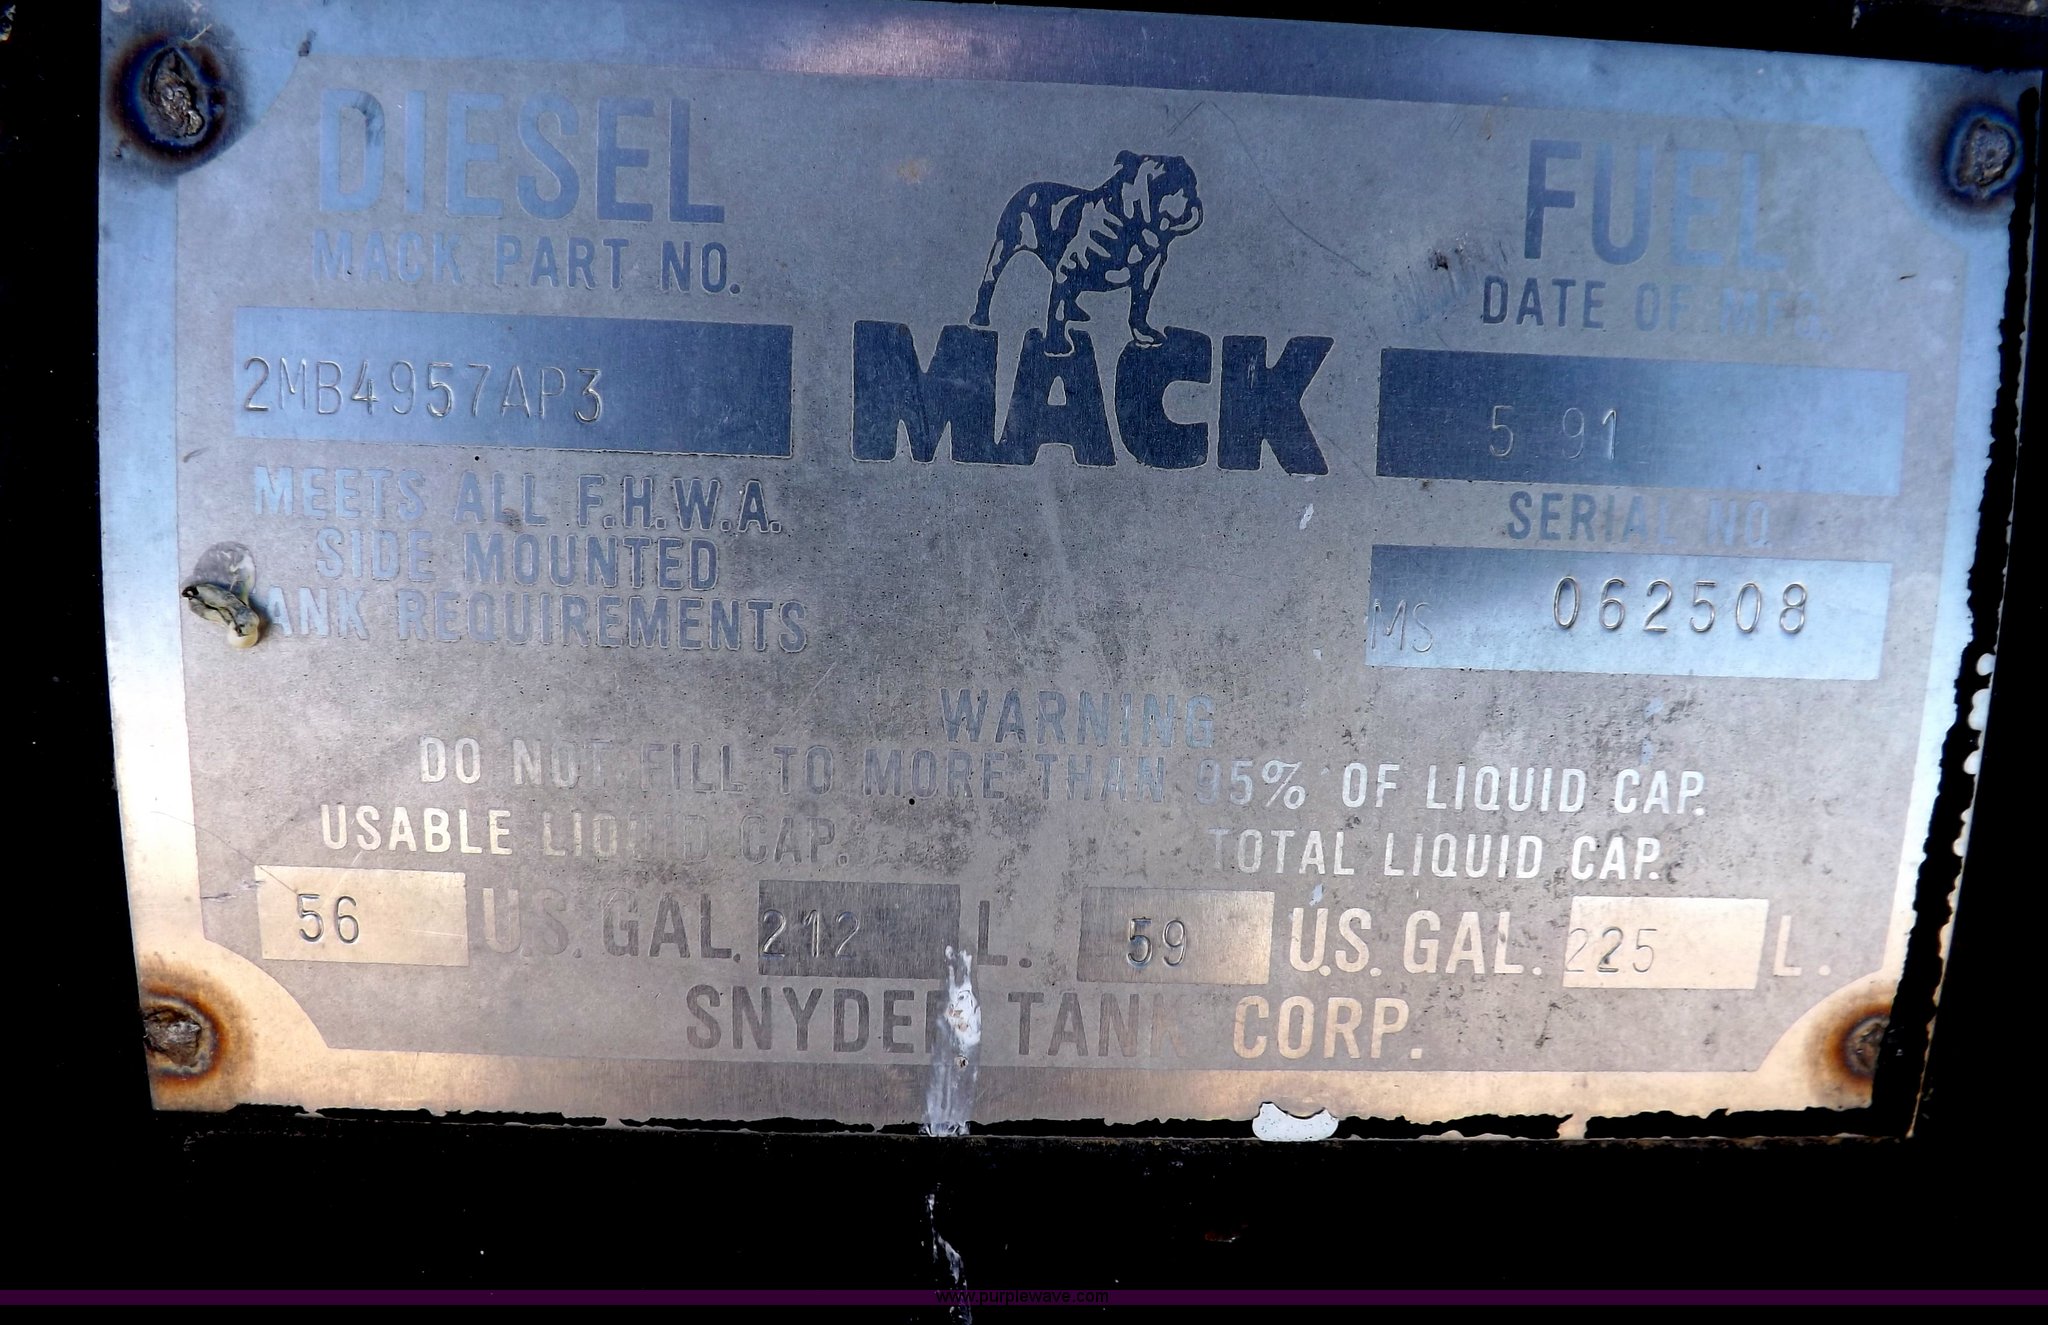 DIESEL
MACK PART NO.
2MB4957AP3
MEETS ALL F.H.W.A.
SIDE MOUNTED
TANK REQUIREMENTS
MACK
FUEL
DATE OF MFG.
5 91
SERIAL NO.
MS 062508
WARNING
DO NOT FILL TO MORE THAN 95% OF LIQUID CAP.
USABLE LIQUID CAP. TOTAL LIQUID CAP.
56 U.S. GAL. 212 L. 59 U.S. GAL. 225 L.
SNYDER TANK CORP.
www.purplewave.com